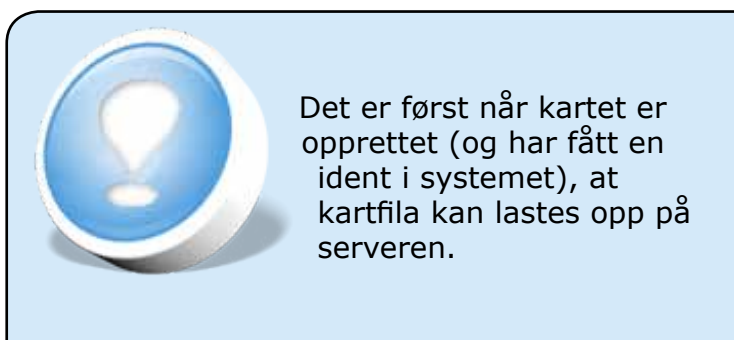 Det er først når kartet er
opprettet (og har fått en
ident i systemet), at
kartfila kan lastes opp på
serveren.